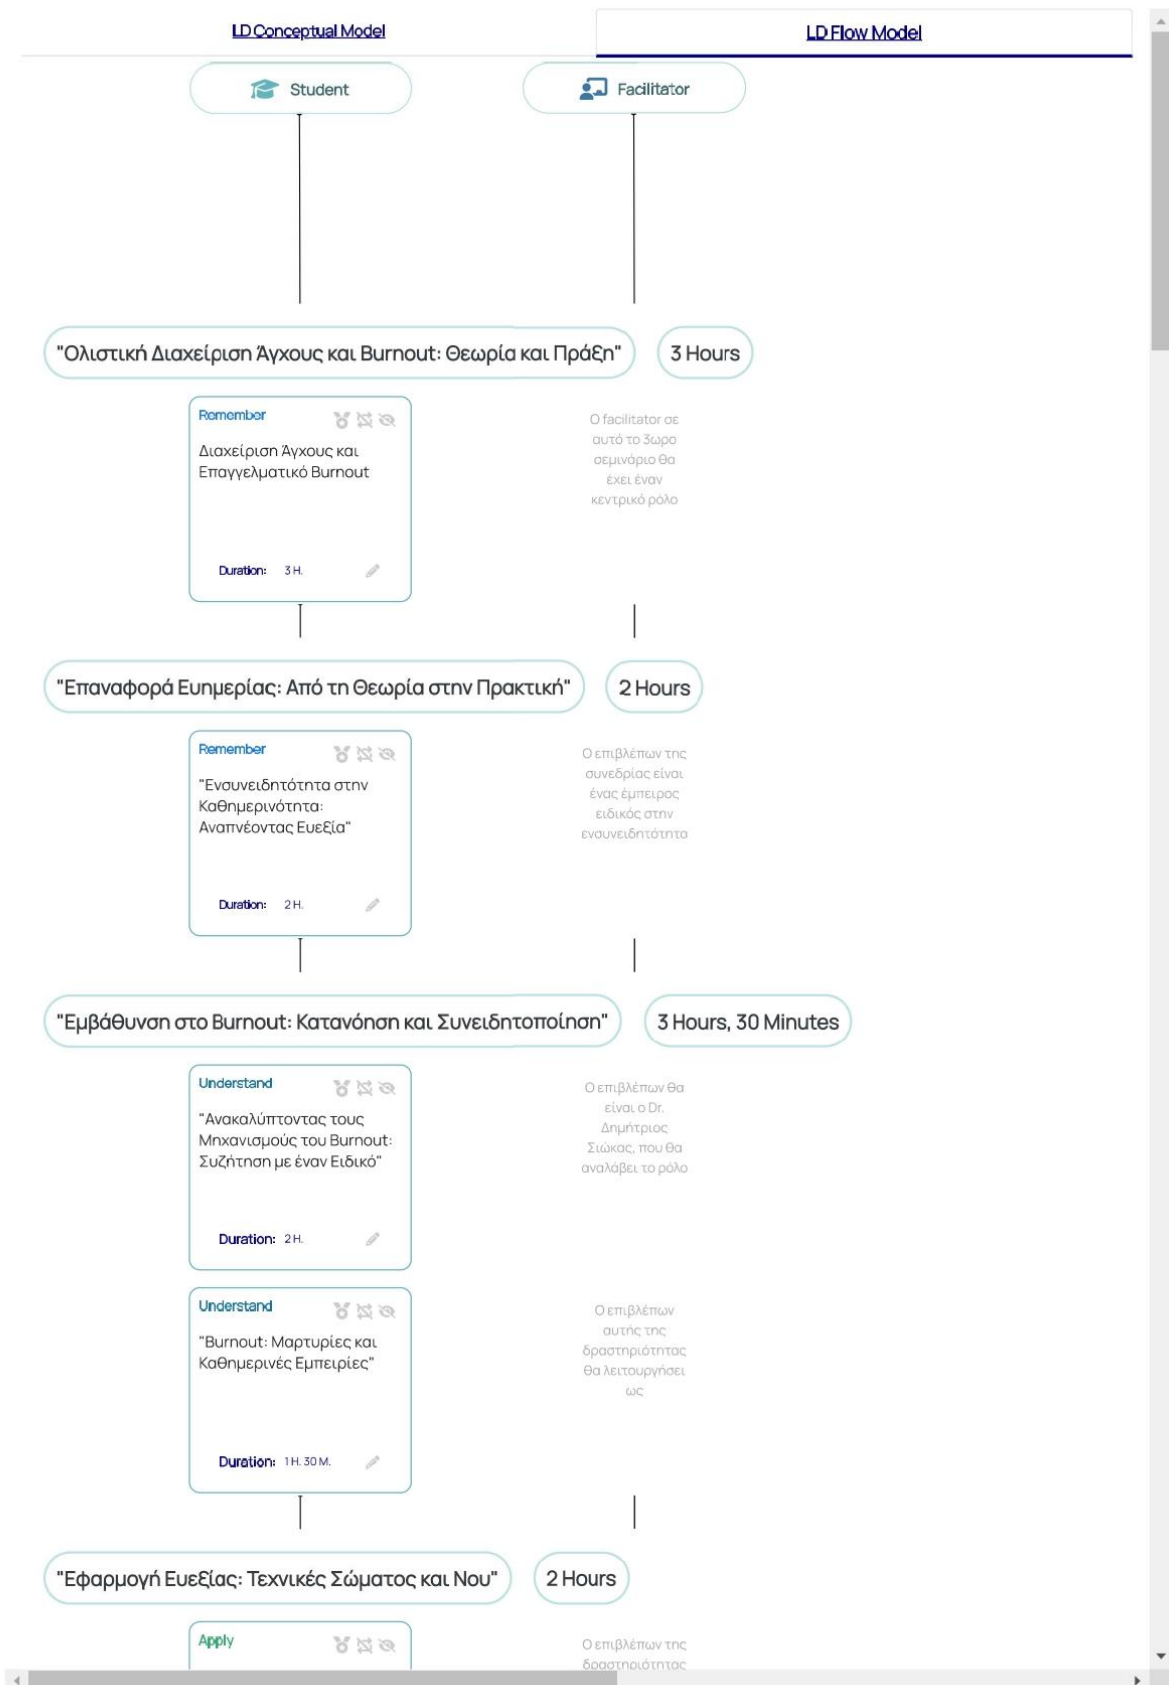 LD Conceptual Model
LD Flow Model
Student
Facilitator
"Ολιστική Διαχείριση Άγχους και Burnout: Θεωρία και Πράξη"
3 Hours
Remember
Διαχείριση Άγχους και
Επαγγελματικό Burnout
Duration: 3 H.
Ο facilitator σε
αυτό το 3ωρο
σεμινάριο θα
έχει έναν
κεντρικό ρόλο
"Επαναφορά Ευημερίας: Από τη Θεωρία στην Πρακτική"
2 Hours
Remember
"Ενσυνειδητότητα στην
Καθημερινότητα:
Αναπνέοντας Ευεξία"
Duration: 2 H.
Ο επιβλέπων της
συνεδρίας είναι
ένας έμπειρος
ειδικός στην
ενσυνειδητότητα
"Εμβάθυνση στο Burnout: Κατανόηση και Συνειδητοποίηση"
3 Hours, 30 Minutes
Understand
"Ανακαλύπτοντας τους
Μηχανισμούς του Burnout:
Συζήτηση με έναν Ειδικό"
Duration: 2 H.
Ο επιβλέπων θα
είναι ο Dr.
Δημήτριος
Σιώκας, που θα
αναλάβει το ρόλο
Understand
"Burnout: Μαρτυρίες και
Καθημερινές Εμπειρίες"
Duration: 1 H. 30 M.
Ο επιβλέπων
αυτής της
δραστηριότητας
θα λειτουργήσει
ως
"Εφαρμογή Ευεξίας: Τεχνικές Σώματος και Νου"
2 Hours
Apply
Ο επιβλέπων της
δραστηριότητας